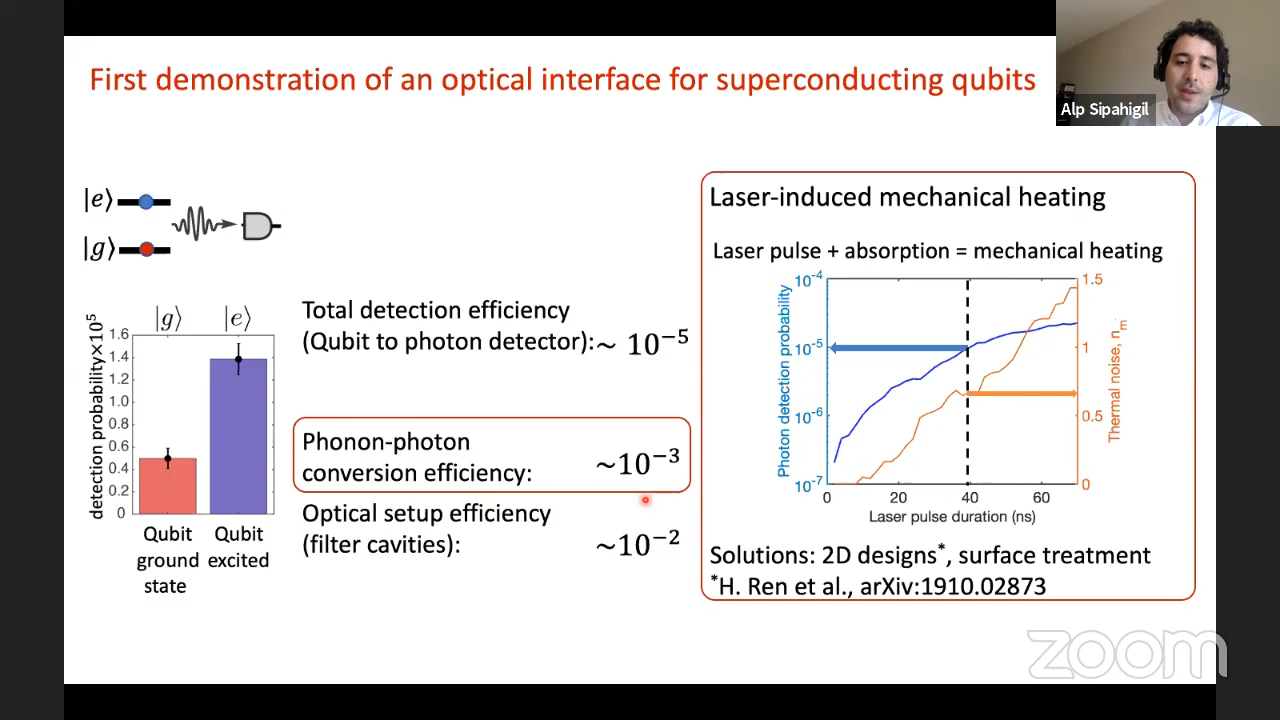 First demonstration of an optical interface for superconducting qubits
Alp Sipahigil
|e⟩
|g⟩
detection probability×10⁵
|g⟩ |e⟩
1.6
1.4
1.2
1.0
0.8
0.6
0.4
0.2
0
Qubit ground state
Qubit excited
Total detection efficiency
(Qubit to photon detector):~ 10⁻⁵
Phonon-photon
conversion efficiency: ~10⁻³
Optical setup efficiency
(filter cavities): ~10⁻²
Laser-induced mechanical heating
Laser pulse + absorption = mechanical heating
Photon detection probability
10⁻⁴
10⁻⁵
10⁻⁶
10⁻⁷
1.5
1
0.5
0
Thermal noise, nₘ
0 20 40 60
Laser pulse duration (ns)
Solutions: 2D designs*, surface treatment
*H. Ren et al., arXiv:1910.02873
zoom